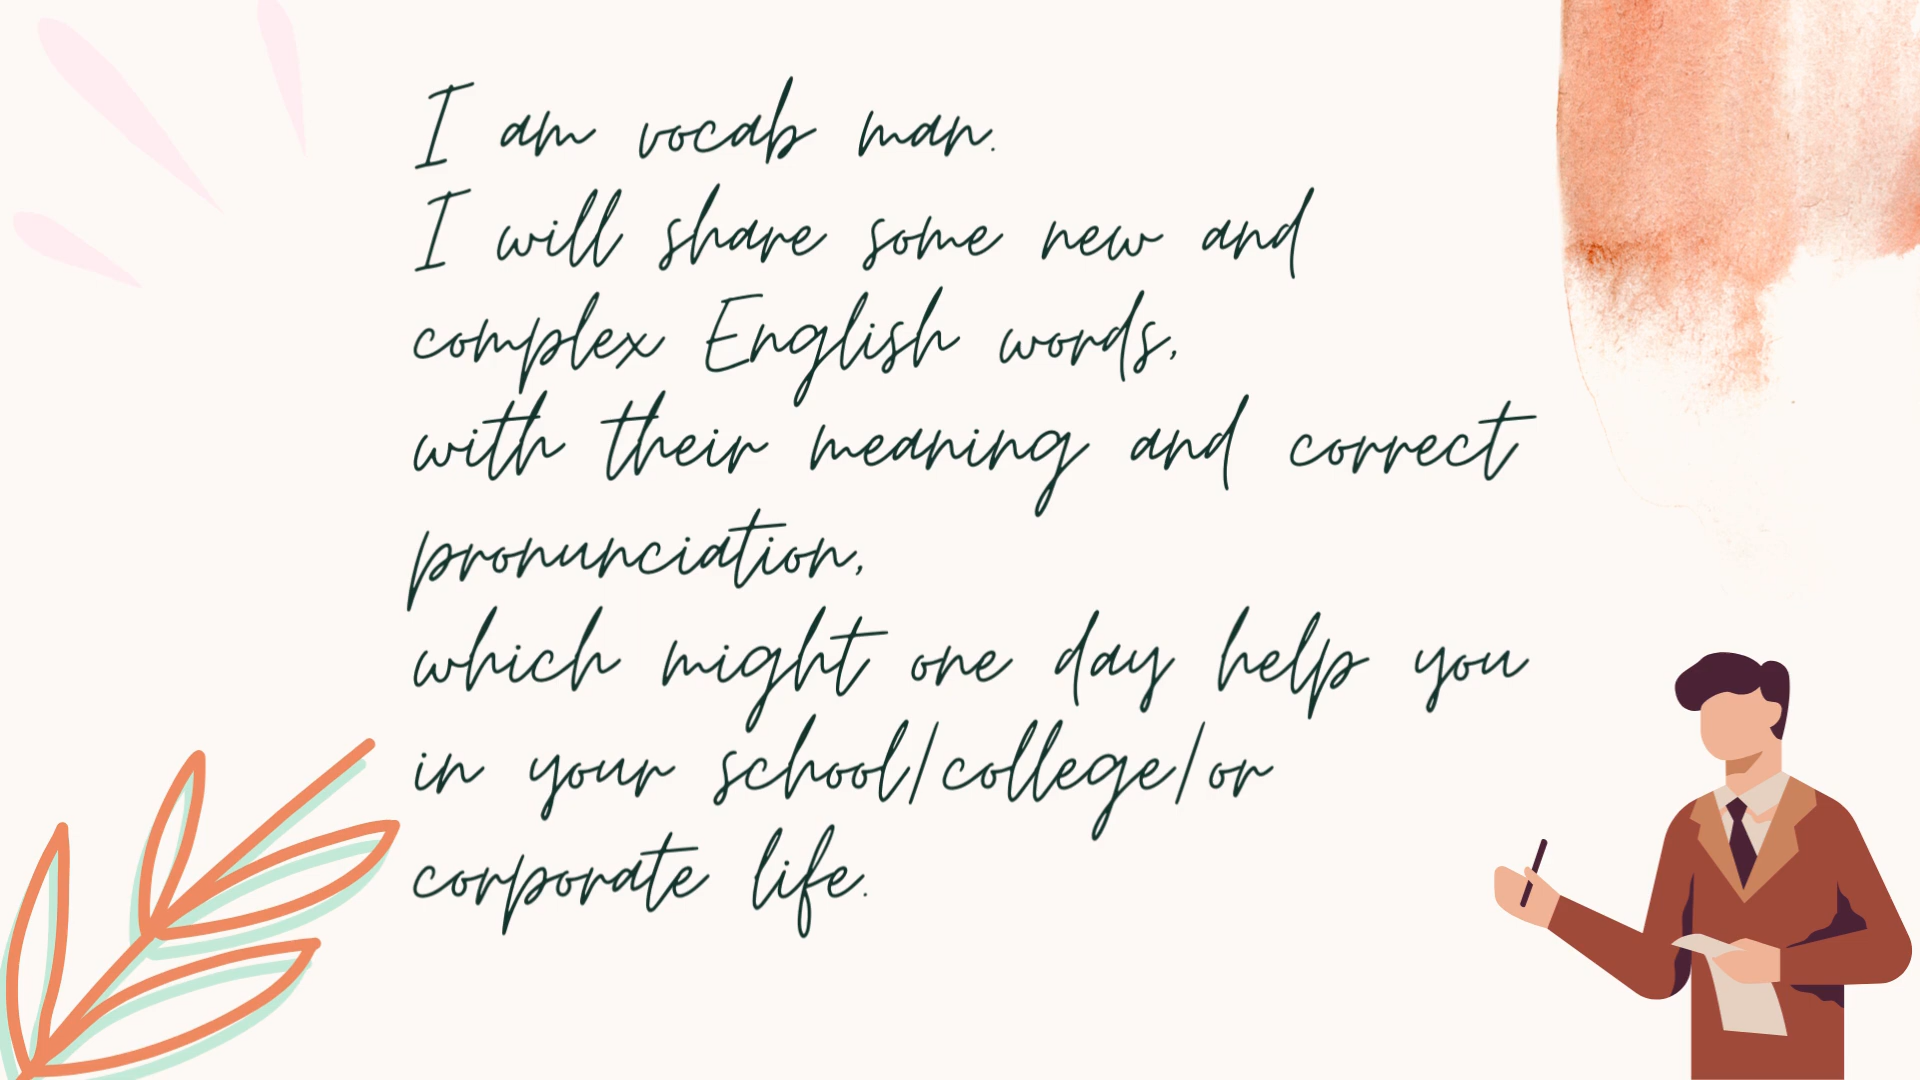 I am vocab man.
I will share some new and
complex English words,
with their meaning and correct
pronunciation,
which might one day help you
in your school/college/or
corporate life.